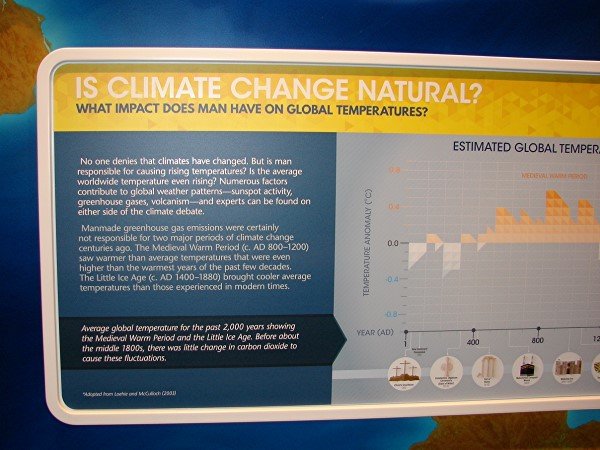 IS CLIMATE CHANGE NATURAL?
WHAT IMPACT DOES MAN HAVE ON GLOBAL TEMPERATURES?
No one denies that climates have changed. But is man
responsible for causing rising temperatures? Is the average
worldwide temperature even rising? Numerous factors
contribute to global weather patterns—sunspot activity,
greenhouse gases, volcanism—and experts can be found on
either side of the climate debate.
Manmade greenhouse gas emissions were certainly
not responsible for two major periods of climate change
centuries ago. The Medieval Warm Period (c. AD 800–1200)
saw warmer than average temperatures that were even
higher than the warmest years of the past few decades.
The Little Ice Age (c. AD 1400–1880) brought cooler average
temperatures than those experienced in modern times.
Average global temperature for the past 2,000 years showing
the Medieval Warm Period and the Little Ice Age. Before about
the middle 1800s, there was little change in carbon dioxide to
cause these fluctuations.
*Adapted from Loehle and McCulloch (2008)
ESTIMATED GLOBAL TEMPERA
MEDIEVAL WARM PERIOD
TEMPERATURE ANOMALY (°C)
0.8
0.4
0.0
-0.4
-0.8
YEAR (AD)
1
400
800
12